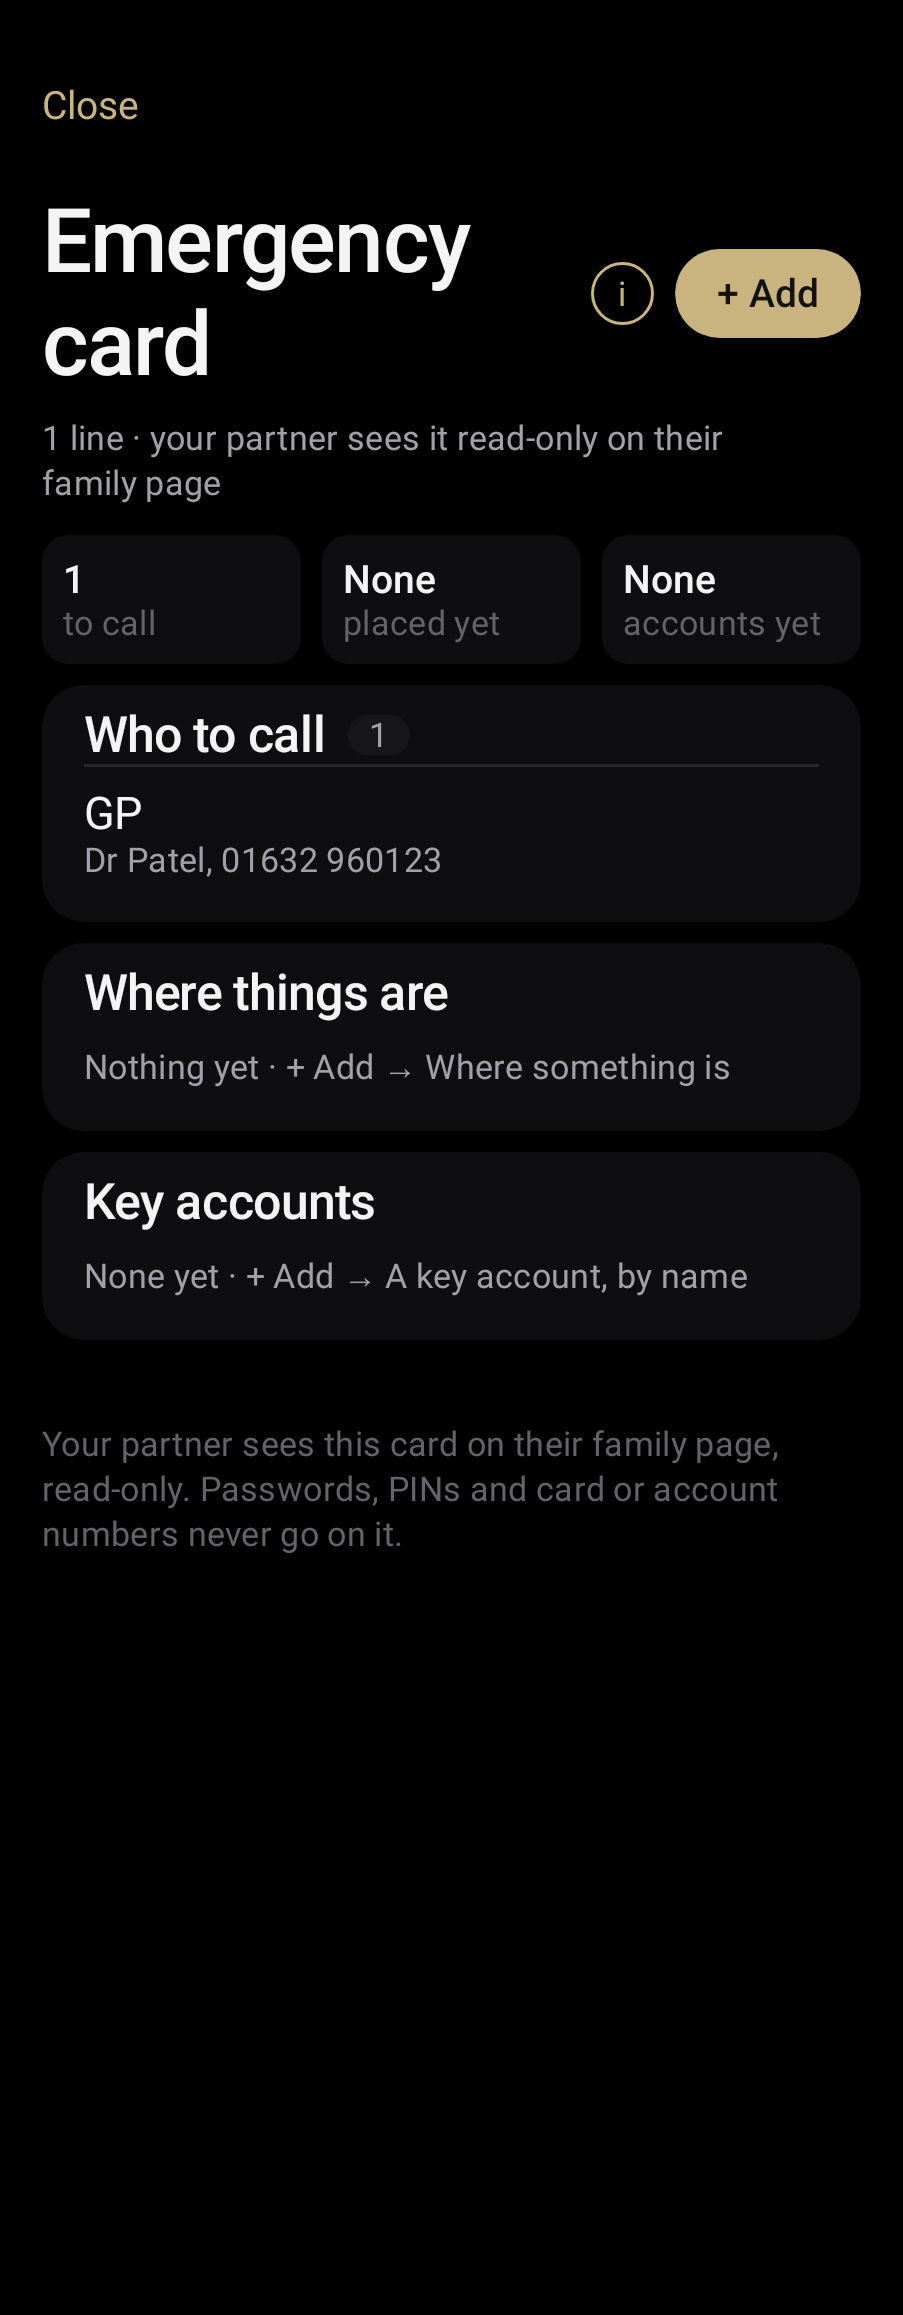 Close
Emergency
card
i
+ Add
1 line · your partner sees it read-only on their
family page
1
to call
None
placed yet
None
accounts yet
Who to call 1
GP
Dr Patel, 01632 960123
Where things are
Nothing yet · + Add → Where something is
Key accounts
None yet · + Add → A key account, by name
Your partner sees this card on their family page,
read-only. Passwords, PINs and card or account
numbers never go on it.